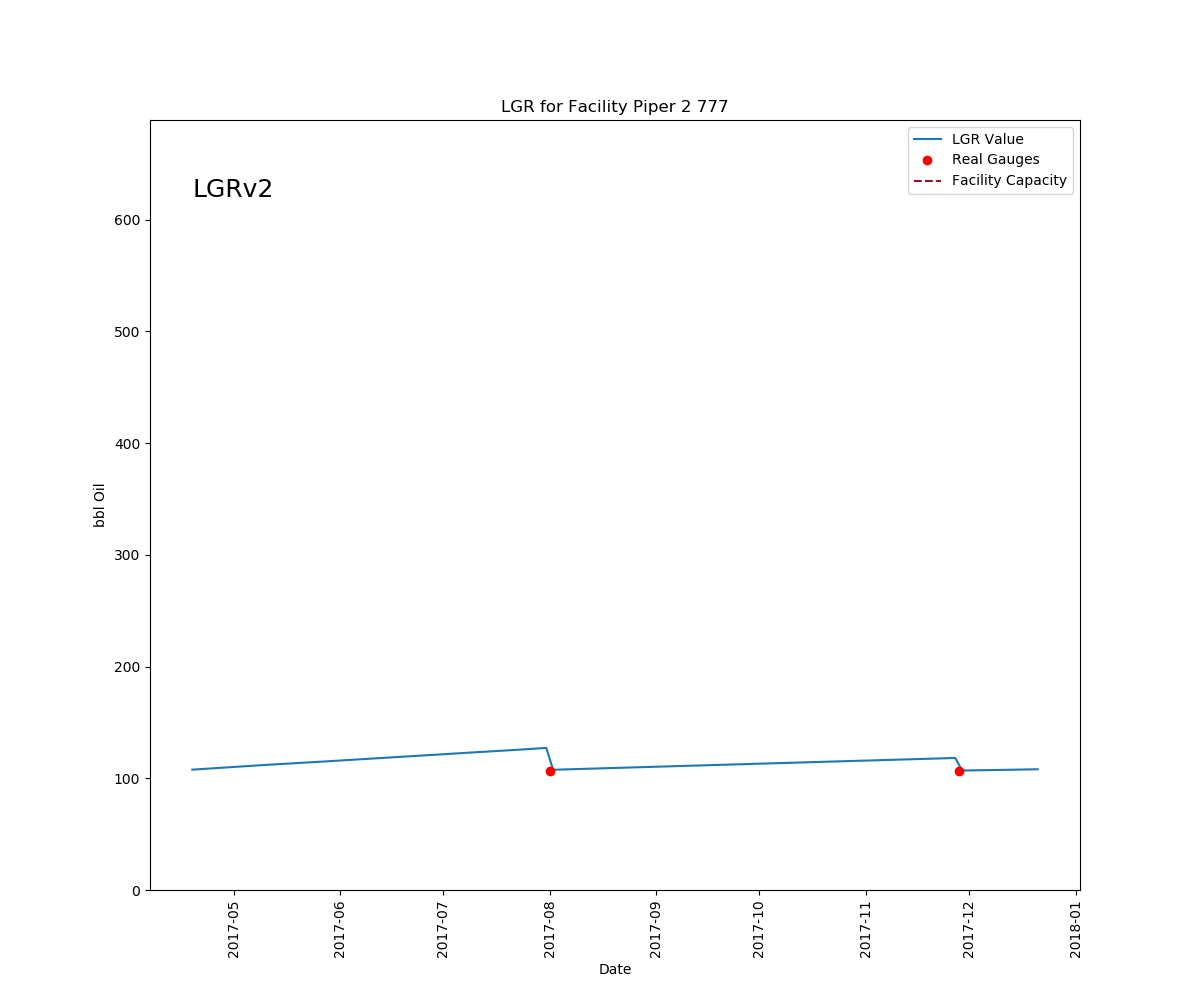 LGR for Facility Piper 2 777
LGRv2
LGR Value
Real Gauges
Facility Capacity
bbl Oil
600
500
400
300
200
100
0
2017-05
2017-06
2017-07
2017-08
2017-09
2017-10
2017-11
2017-12
2018-01
Date